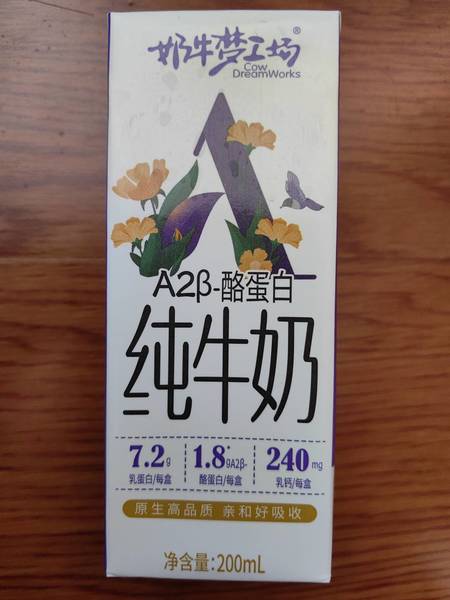 奶牛梦工场®
Cow
DreamWorks
A2β-酪蛋白
纯牛奶
7.2g 1.8*gA2β- 240mg
乳蛋白/每盒 酪蛋白/每盒 乳钙/每盒
原生高品质 亲和好吸收
净含量:200mL